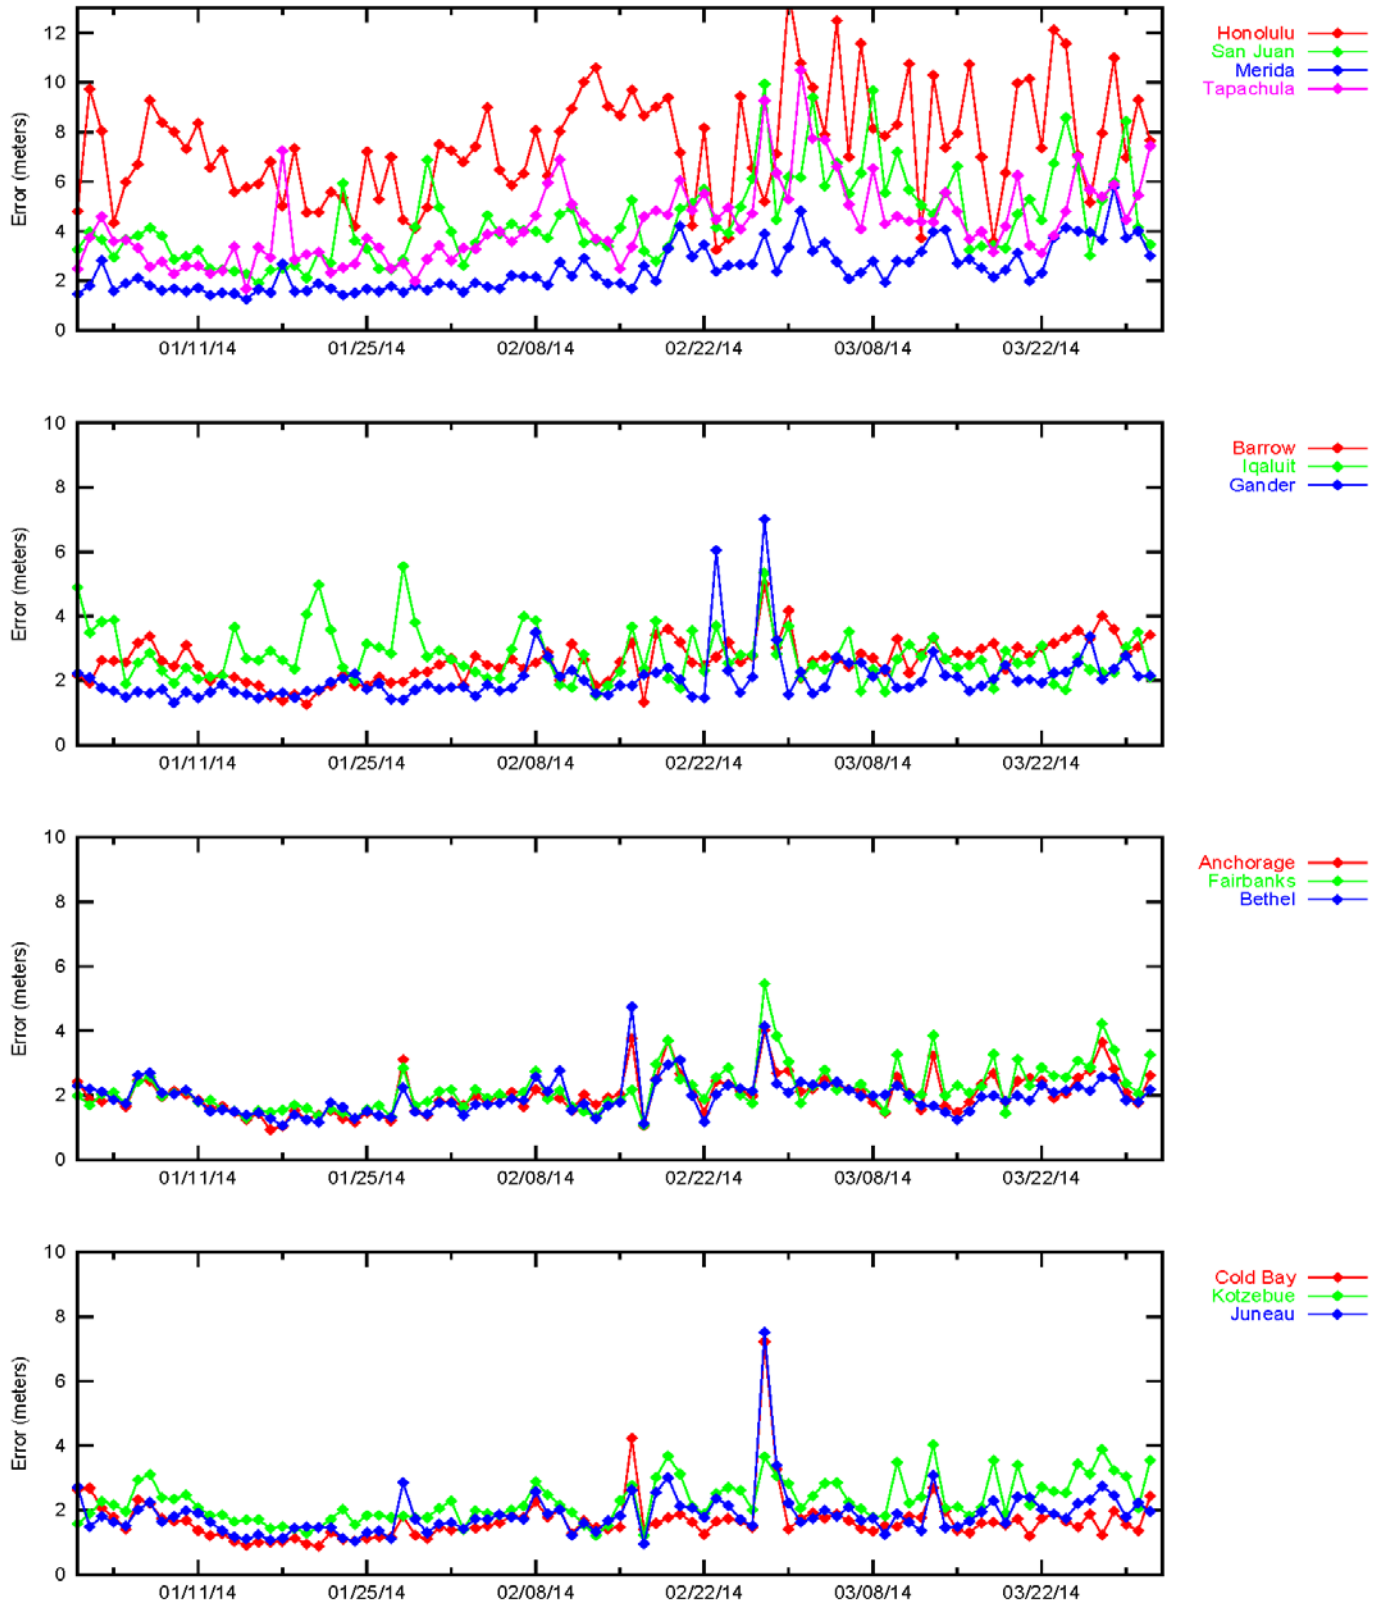 12
10
8
6
4
2
0
Error (meters)
01/11/14 01/25/14 02/08/14 02/22/14 03/08/14 03/22/14
Honolulu
San Juan
Merida
Tapachula
10
8
6
4
2
0
Error (meters)
01/11/14 01/25/14 02/08/14 02/22/14 03/08/14 03/22/14
Barrow
Iqaluit
Gander
10
8
6
4
2
0
Error (meters)
01/11/14 01/25/14 02/08/14 02/22/14 03/08/14 03/22/14
Anchorage
Fairbanks
Bethel
10
8
6
4
2
0
Error (meters)
01/11/14 01/25/14 02/08/14 02/22/14 03/08/14 03/22/14
Cold Bay
Kotzebue
Juneau